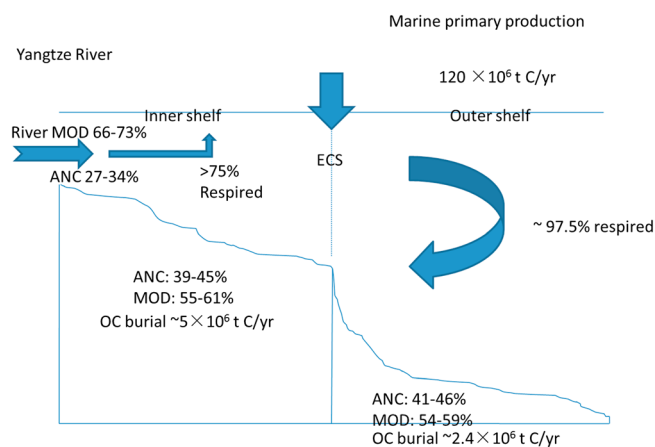 Marine primary production
Yangtze River
120 ×10⁶ t C/yr
Inner shelf
Outer shelf
River MOD 66-73%
ECS
>75%
Respired
ANC 27-34%
~ 97.5% respired
ANC: 39-45%
MOD: 55-61%
OC burial ~5×10⁶ t C/yr
ANC: 41-46%
MOD: 54-59%
OC burial ~2.4×10⁶ t C/yr